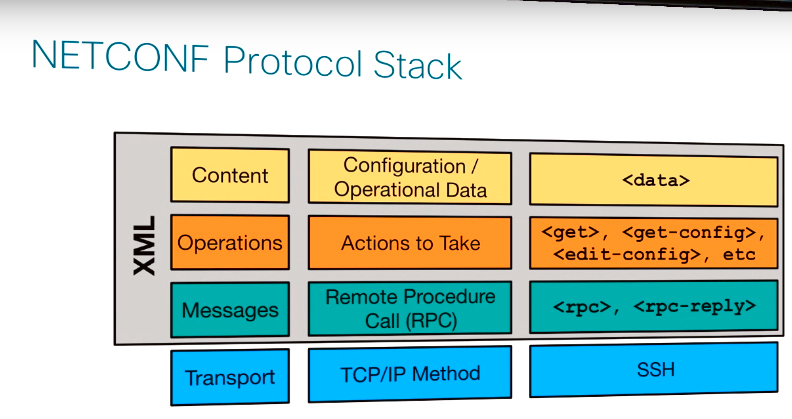 NETCONF Protocol Stack
XML
Content
Configuration /
Operational Data
<data>
Operations
Actions to Take
<get>, <get-config>,
<edit-config>, etc
Messages
Remote Procedure
Call (RPC)
<rpc>, <rpc-reply>
Transport
TCP/IP Method
SSH